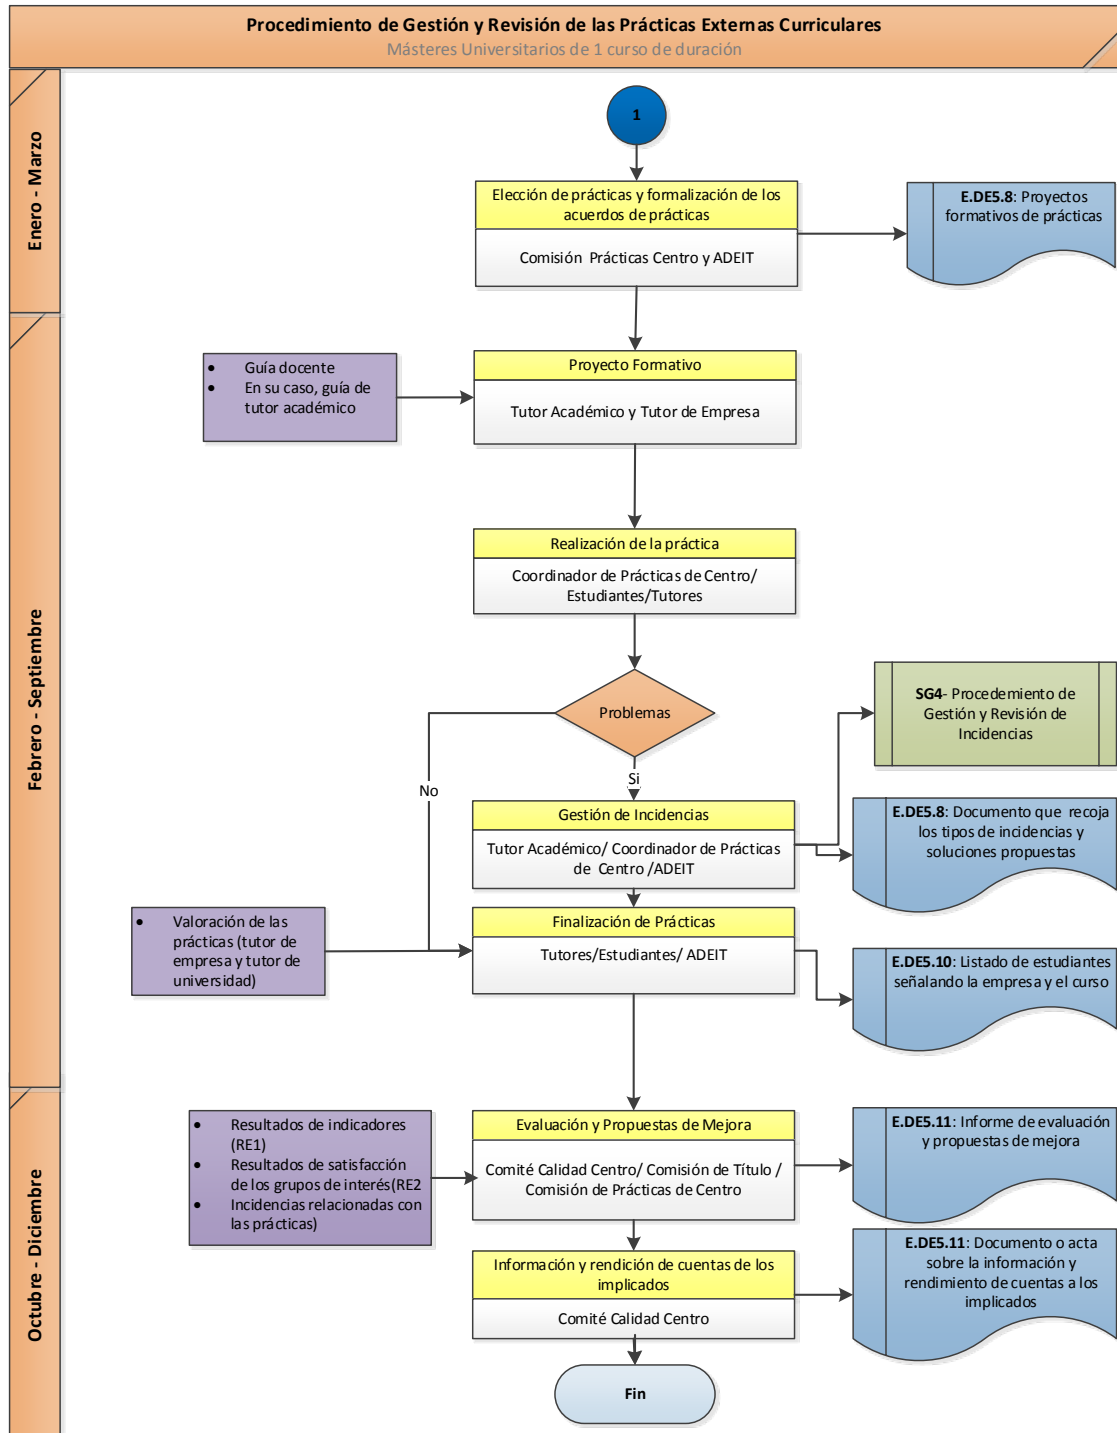 Procedimiento de Gestión y Revisión de las Prácticas Externas Curriculares
Másteres Universitarios de 1 curso de duración
Enero - Marzo
1
Elección de prácticas y formalización de los
acuerdos de prácticas
Comisión Prácticas Centro y ADEIT
E.DE5.8: Proyectos
formativos de prácticas
Febrero - Septiembre
• Guía docente
• En su caso, guía de
tutor académico
Proyecto Formativo
Tutor Académico y Tutor de Empresa
Realización de la práctica
Coordinador de Prácticas de Centro/
Estudiantes/Tutores
Problemas
Si
No
SG4- Procedemiento de
Gestión y Revisión de
Incidencias
Gestión de Incidencias
Tutor Académico/ Coordinador de Prácticas
de Centro /ADEIT
E.DE5.8: Documento que recoja
los tipos de incidencias y
soluciones propuestas
• Valoración de las
prácticas (tutor de
empresa y tutor de
universidad)
Finalización de Prácticas
Tutores/Estudiantes/ ADEIT
E.DE5.10: Listado de estudiantes
señalando la empresa y el curso
Octubre - Diciembre
• Resultados de indicadores
(RE1)
• Resultados de satisfacción
de los grupos de interés(RE2
• Incidencias relacionadas con
las prácticas)
Evaluación y Propuestas de Mejora
Comité Calidad Centro/ Comisión de Título /
Comisión de Prácticas de Centro
E.DE5.11: Informe de evaluación
y propuestas de mejora
Información y rendición de cuentas de los
implicados
Comité Calidad Centro
E.DE5.11: Documento o acta
sobre la información y
rendimiento de cuentas a los
implicados
Fin